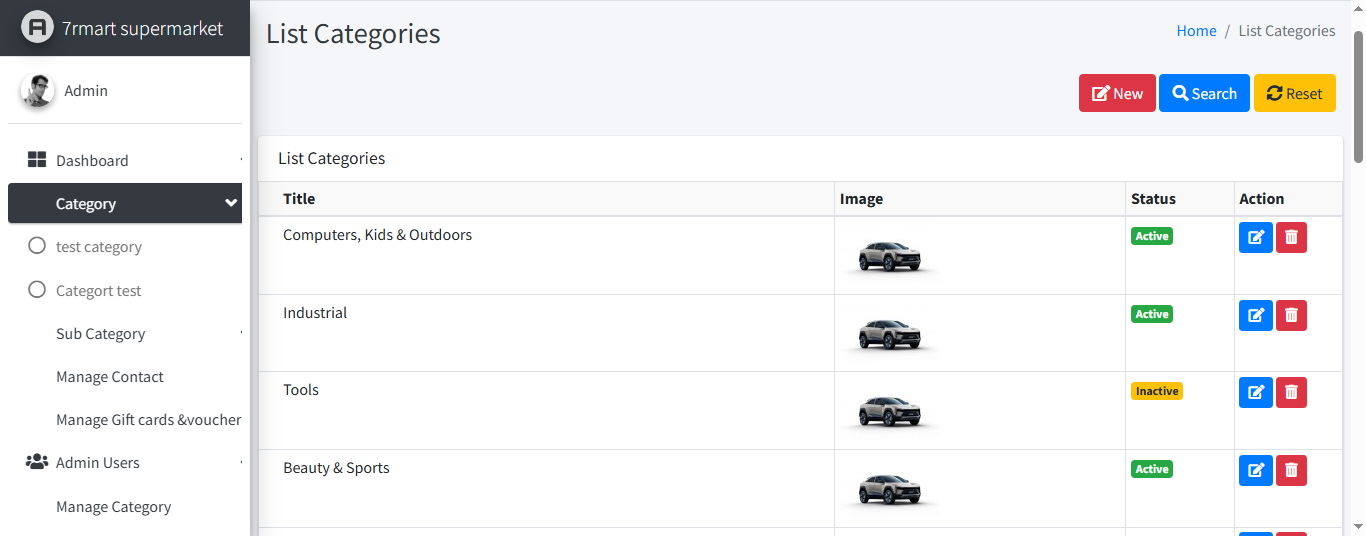 7rmart supermarket
Admin
Dashboard
Category
test category
Categort test
Sub Category
Manage Contact
Manage Gift cards &voucher
Admin Users
Manage Category
List Categories
Home / List Categories
New Search Reset
List Categories
Title Image Status Action
Computers, Kids & Outdoors Active
Industrial Active
Tools Inactive
Beauty & Sports Active